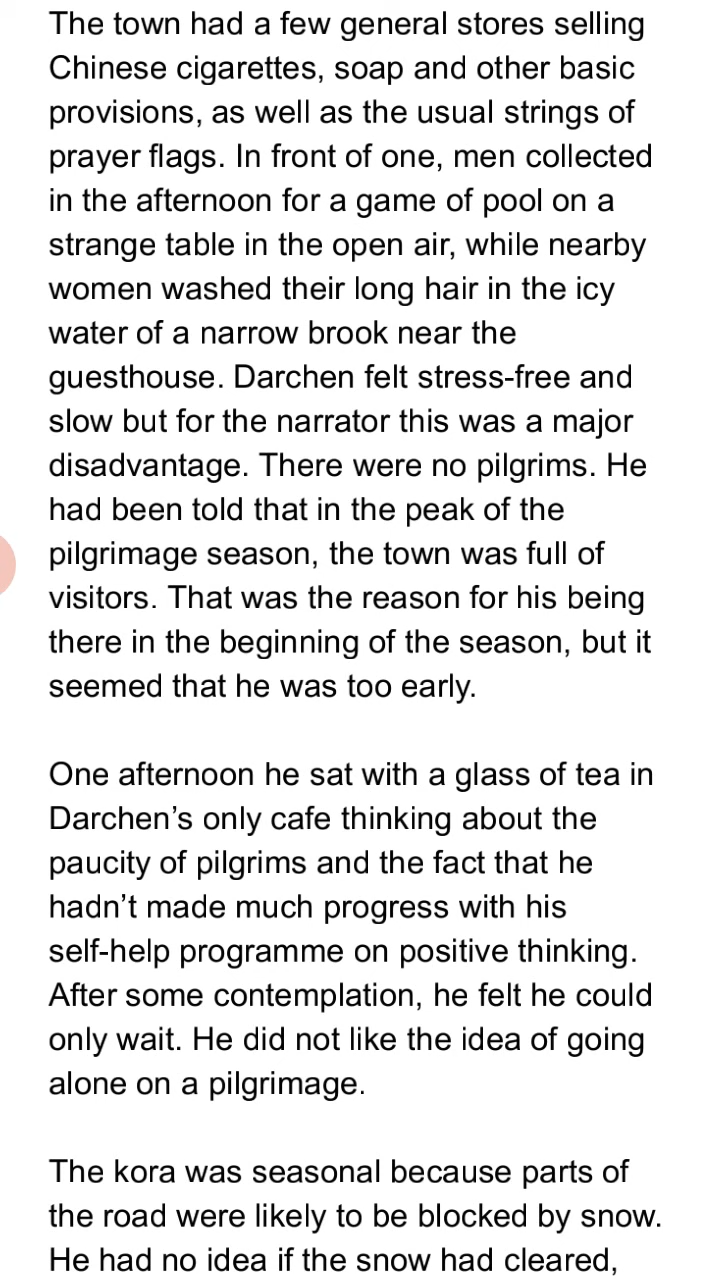 The town had a few general stores selling
Chinese cigarettes, soap and other basic
provisions, as well as the usual strings of
prayer flags. In front of one, men collected
in the afternoon for a game of pool on a
strange table in the open air, while nearby
women washed their long hair in the icy
water of a narrow brook near the
guesthouse. Darchen felt stress-free and
slow but for the narrator this was a major
disadvantage. There were no pilgrims. He
had been told that in the peak of the
pilgrimage season, the town was full of
visitors. That was the reason for his being
there in the beginning of the season, but it
seemed that he was too early.

One afternoon he sat with a glass of tea in
Darchen’s only cafe thinking about the
paucity of pilgrims and the fact that he
hadn’t made much progress with his
self-help programme on positive thinking.
After some contemplation, he felt he could
only wait. He did not like the idea of going
alone on a pilgrimage.

The kora was seasonal because parts of
the road were likely to be blocked by snow.
He had no idea if the snow had cleared,